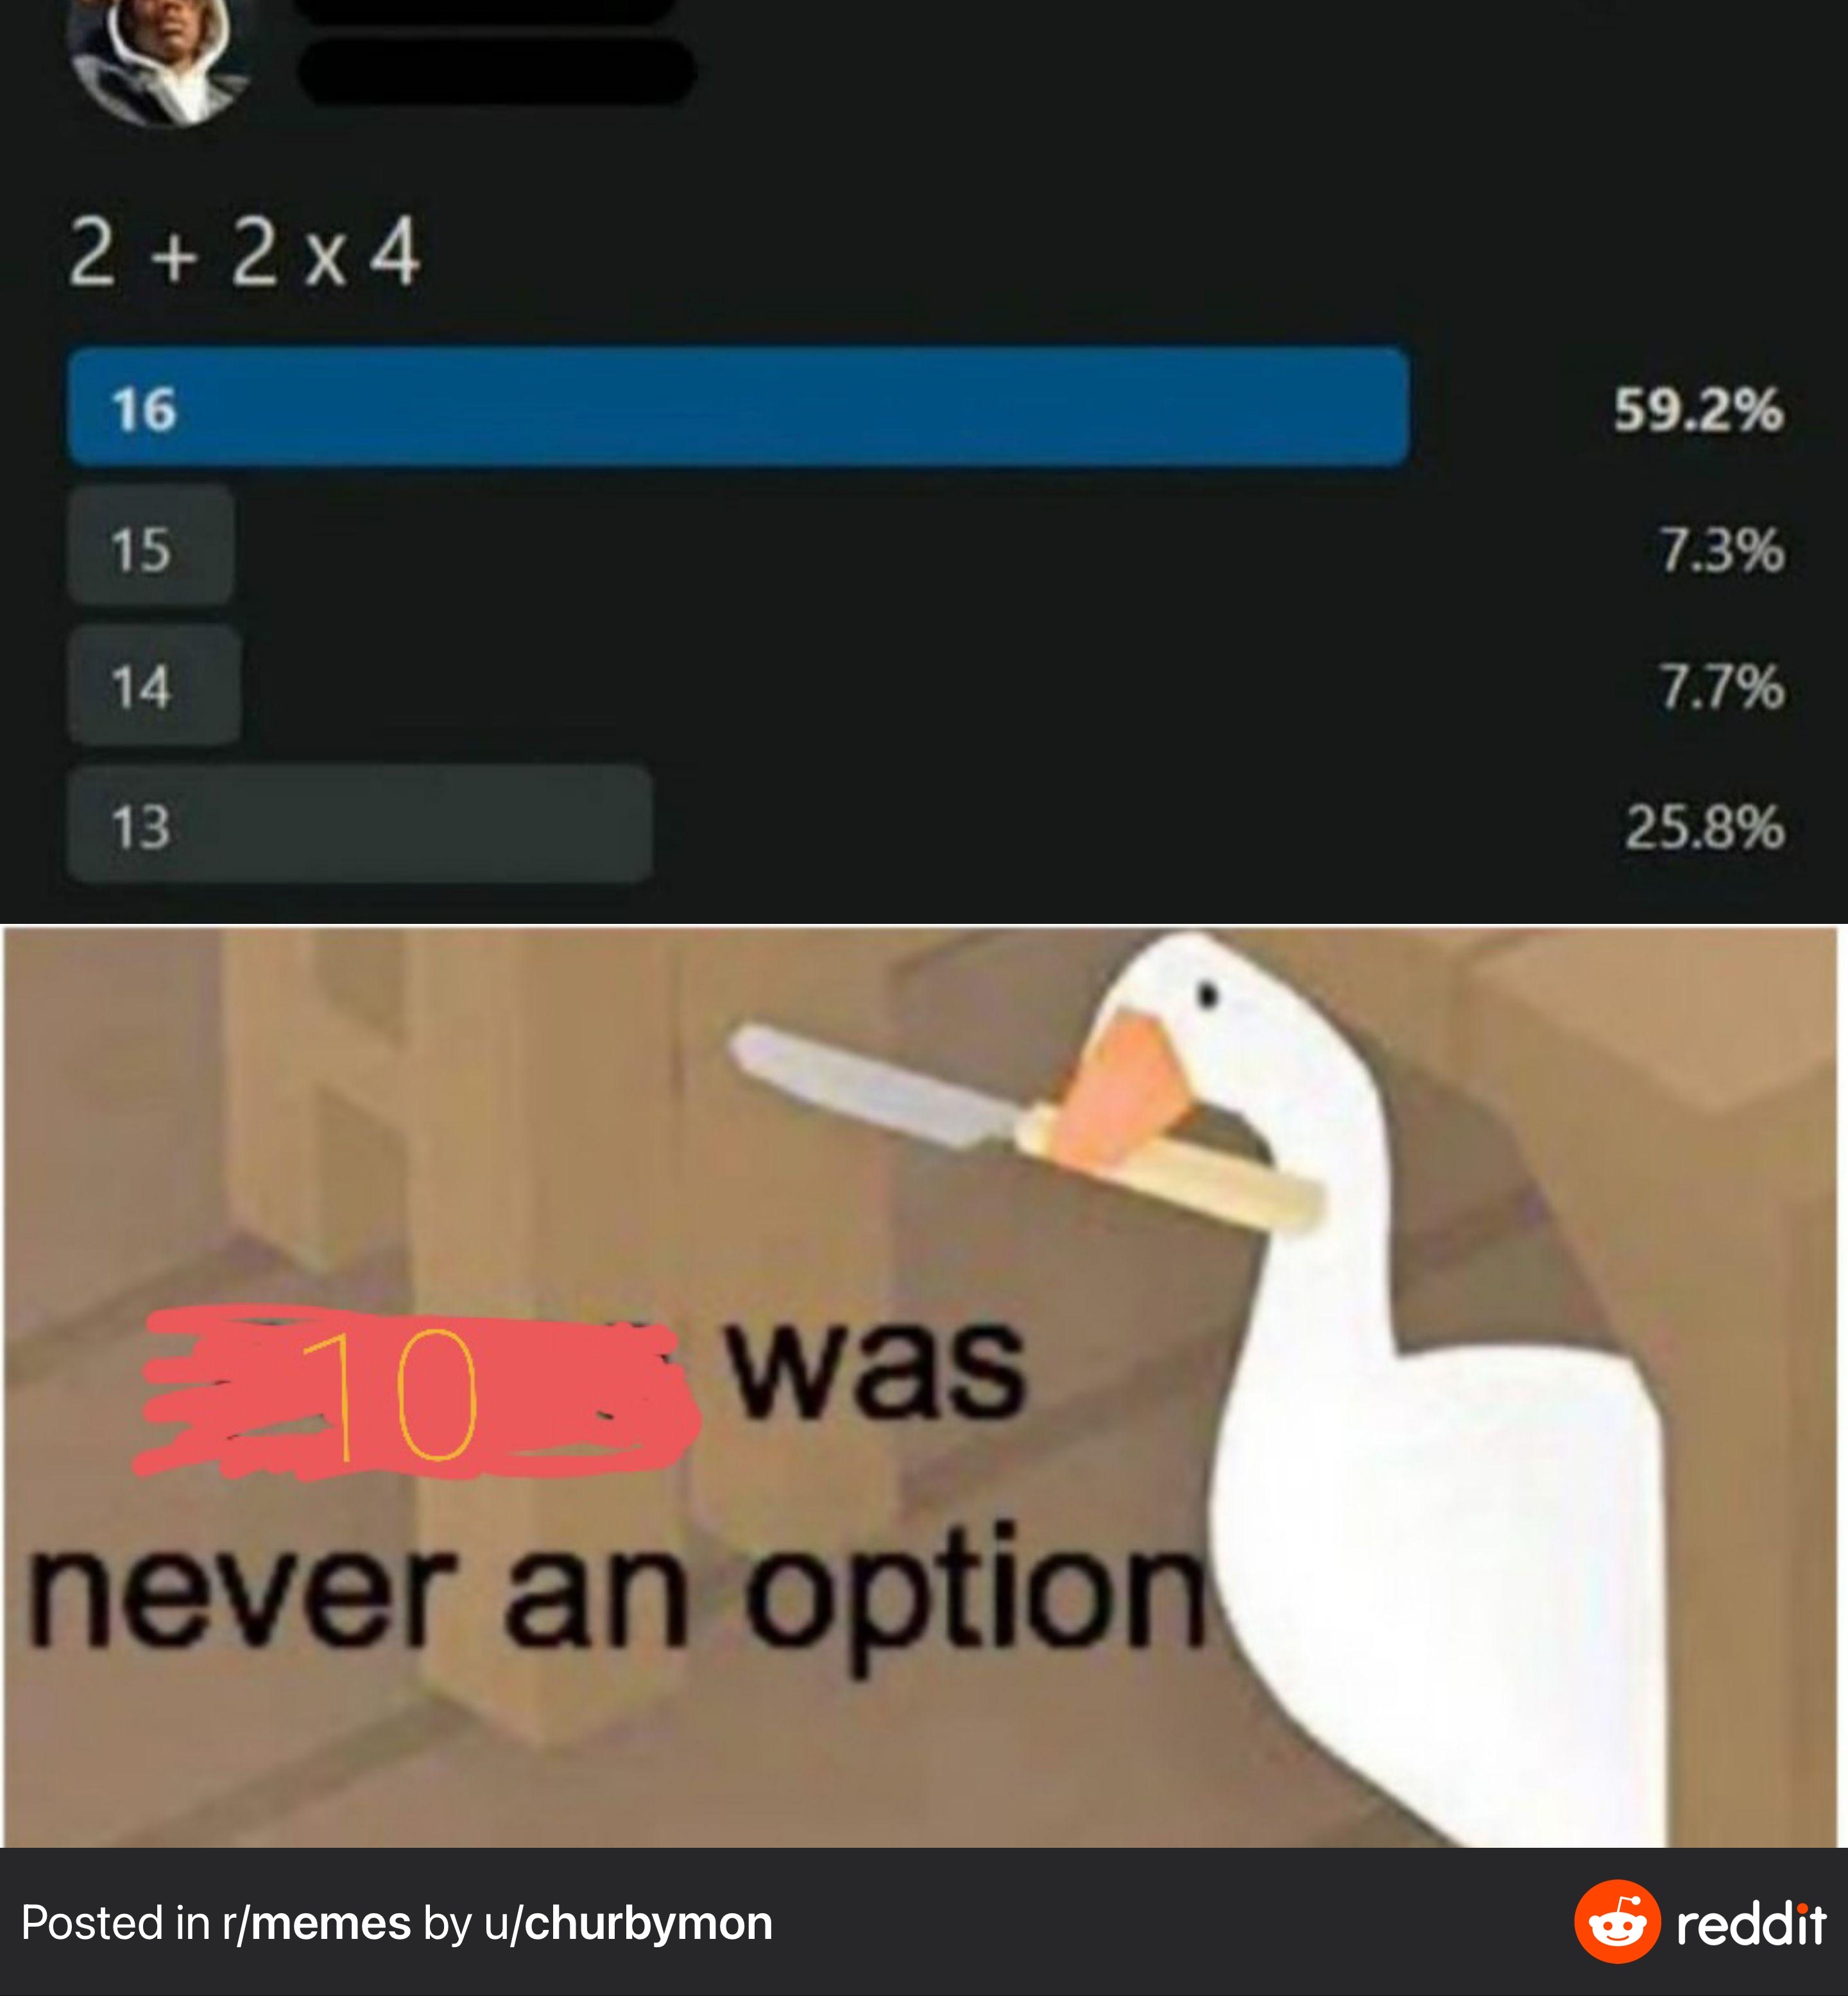 2 + 2 x 4
16 59.2%
15 7.3%
14 7.7%
13 25.8%
10 was
never an option
Posted in r/memes by u/churbymon
reddit